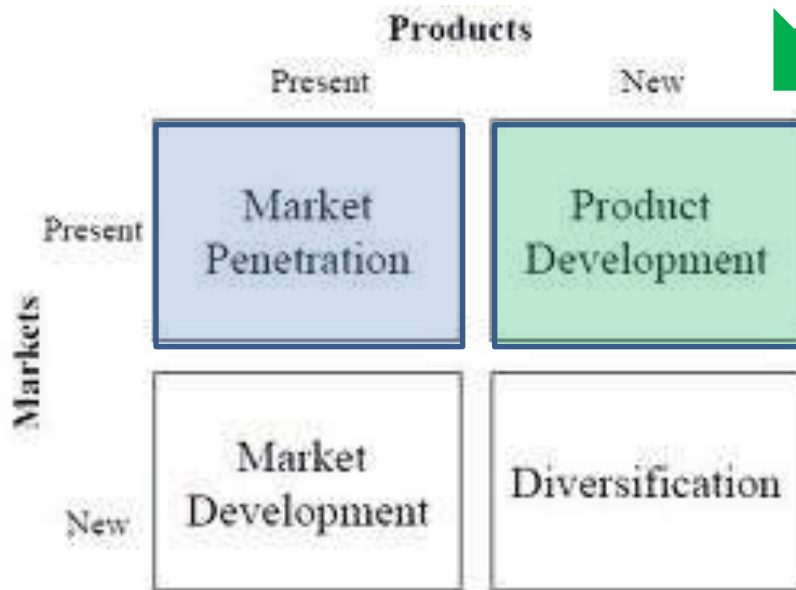 Products
Present New
Present
Market
Penetration
Product
Development
Markets
New
Market
Development
Diversification